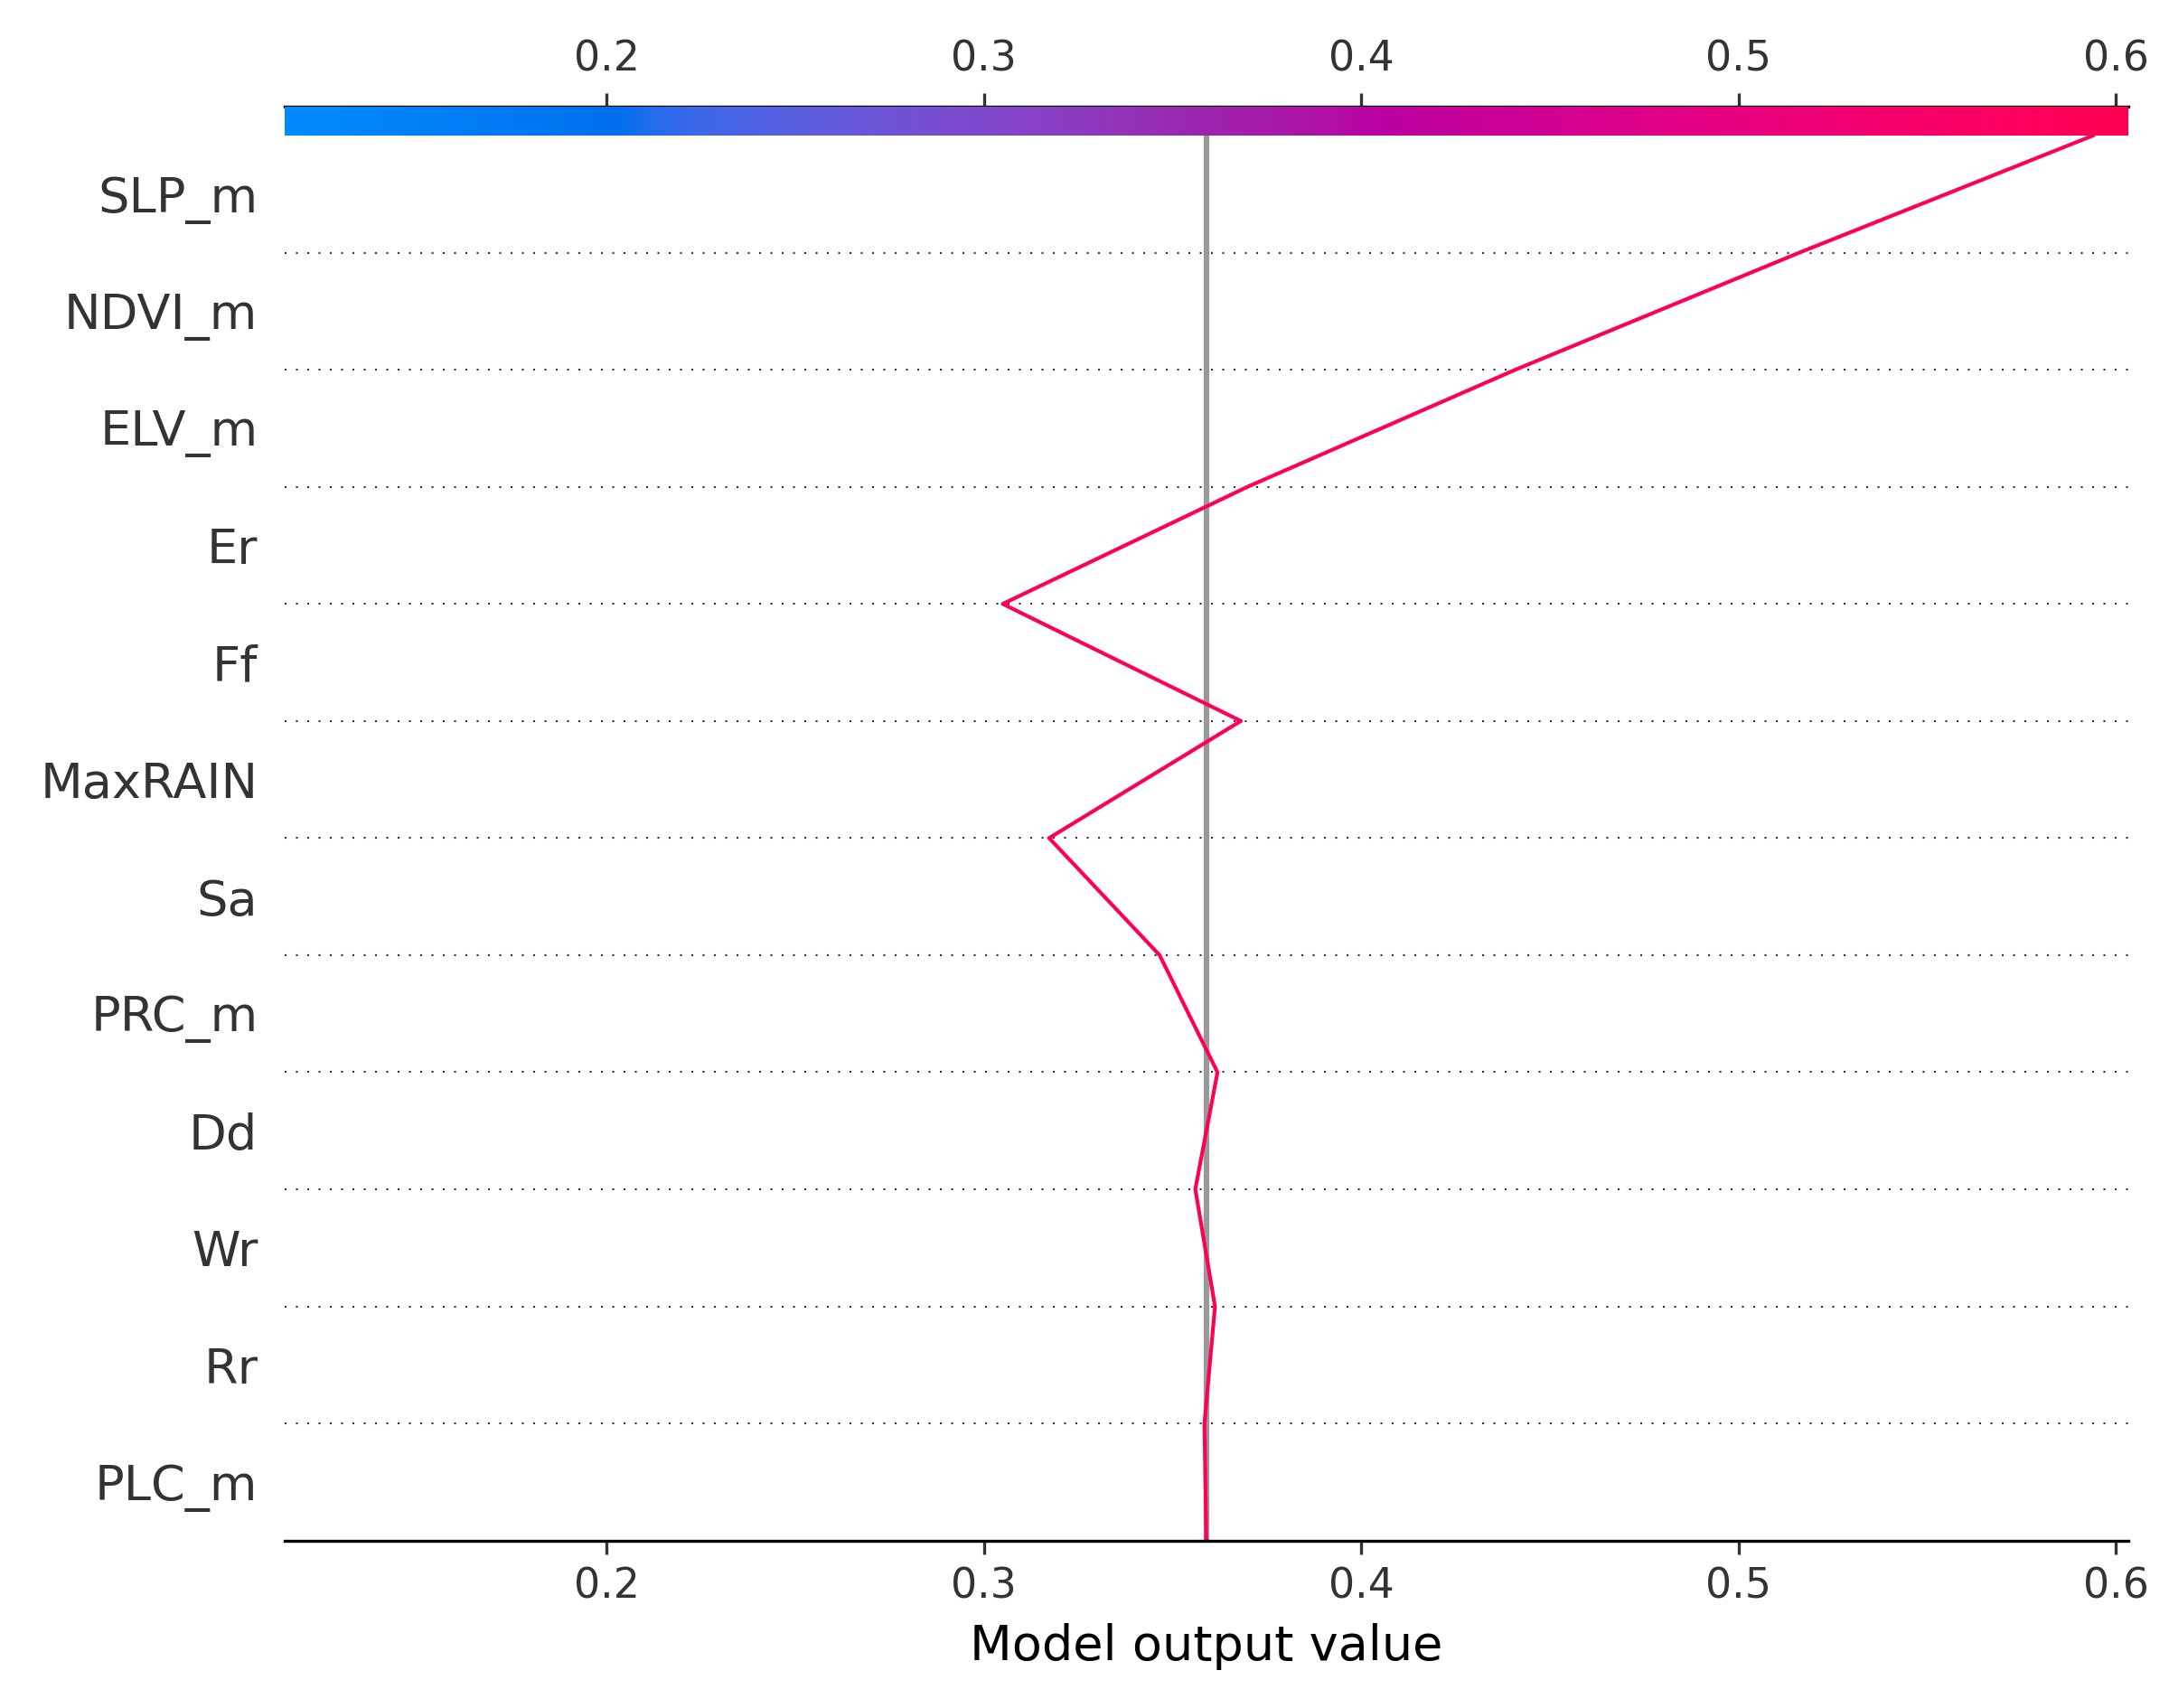 0.2 0.3 0.4 0.5 0.6
SLP_m
NDVI_m
ELV_m
Er
Ff
MaxRAIN
Sa
PRC_m
Dd
Wr
Rr
PLC_m
0.2 0.3 0.4 0.5 0.6
Model output value